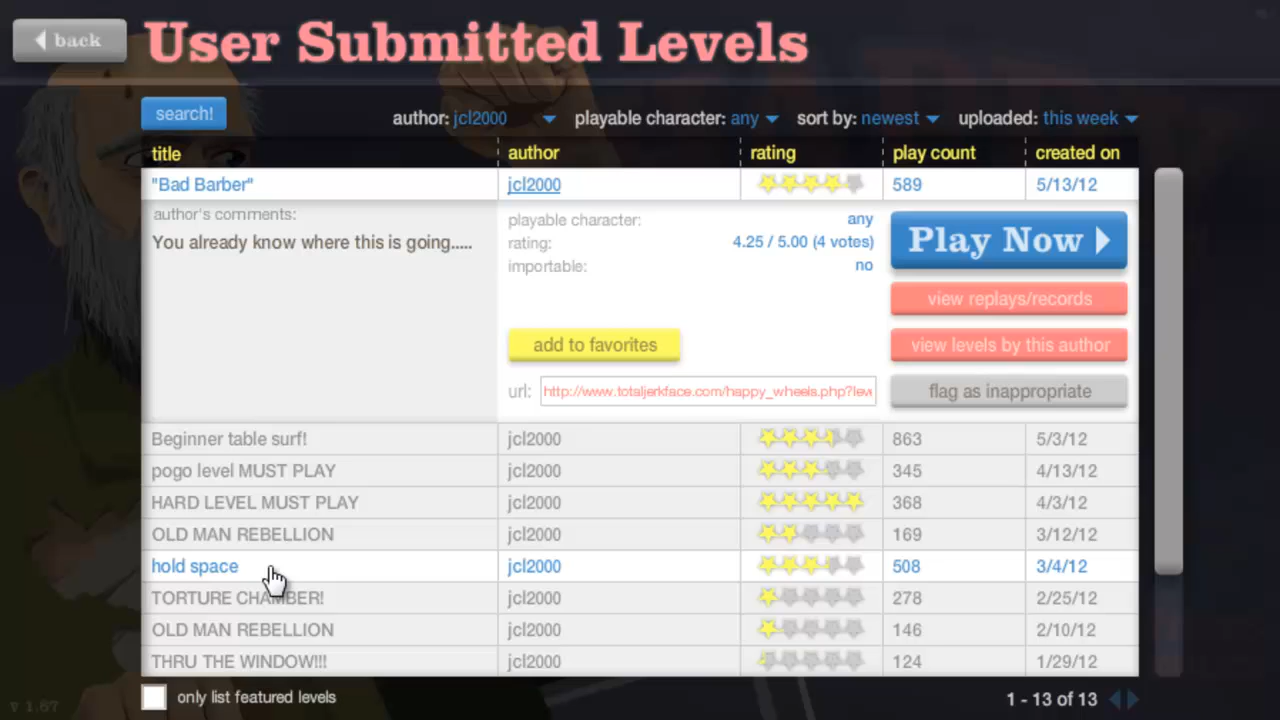 back
User Submitted Levels
search!
author: jcl2000
playable character: any
sort by: newest
uploaded: this week
title author rating play count created on
"Bad Barber" jcl2000 589 5/13/12
author's comments:
You already know where this is going.....
playable character: any
rating: 4.25 / 5.00 (4 votes)
importable: no
Play Now
view replays/records
add to favorites
view levels by this author
url: http://www.totaljerkface.com/happy_wheels.php?lev
flag as inappropriate
Beginner table surf! jcl2000 863 5/3/12
pogo level MUST PLAY jcl2000 345 4/13/12
HARD LEVEL MUST PLAY jcl2000 368 4/3/12
OLD MAN REBELLION jcl2000 169 3/12/12
hold space jcl2000 508 3/4/12
TORTURE CHAMBER! jcl2000 278 2/25/12
OLD MAN REBELLION jcl2000 146 2/10/12
THRU THE WINDOW!!! jcl2000 124 1/29/12
only list featured levels
1 - 13 of 13
v 1.67